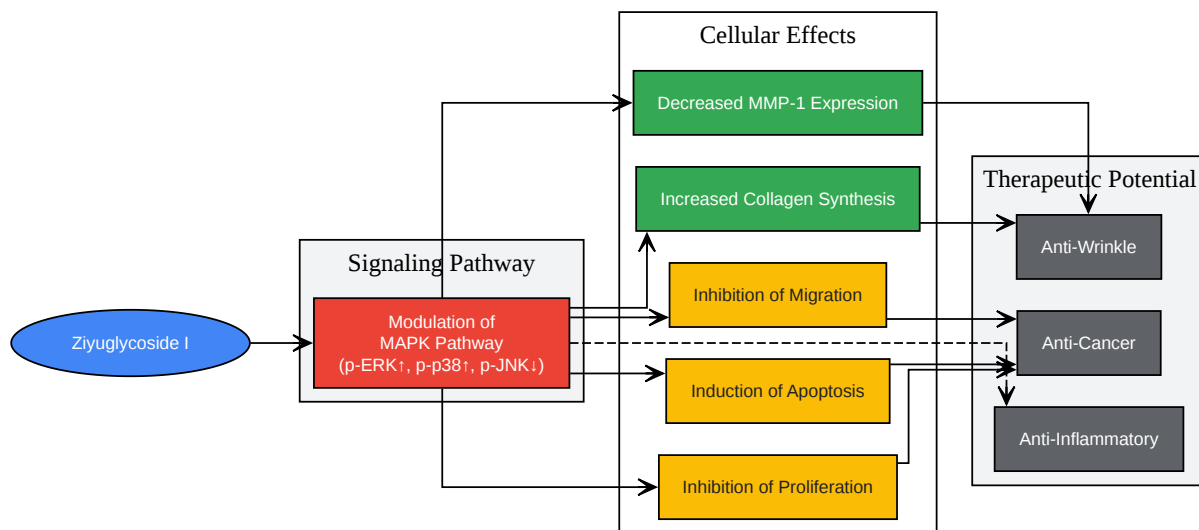 Cellular Effects
Decreased MMP-1 Expression
Therapeutic Potential
Increased Collagen Synthesis
Anti-Wrinkle
Signaling Pathway
Inhibition of Migration
Ziyuglycoside I
Modulation of
MAPK Pathway
(p-ERK↑, p-p38↑, p-JNK↓)
Anti-Cancer
Induction of Apoptosis
Anti-Inflammatory
Inhibition of Proliferation